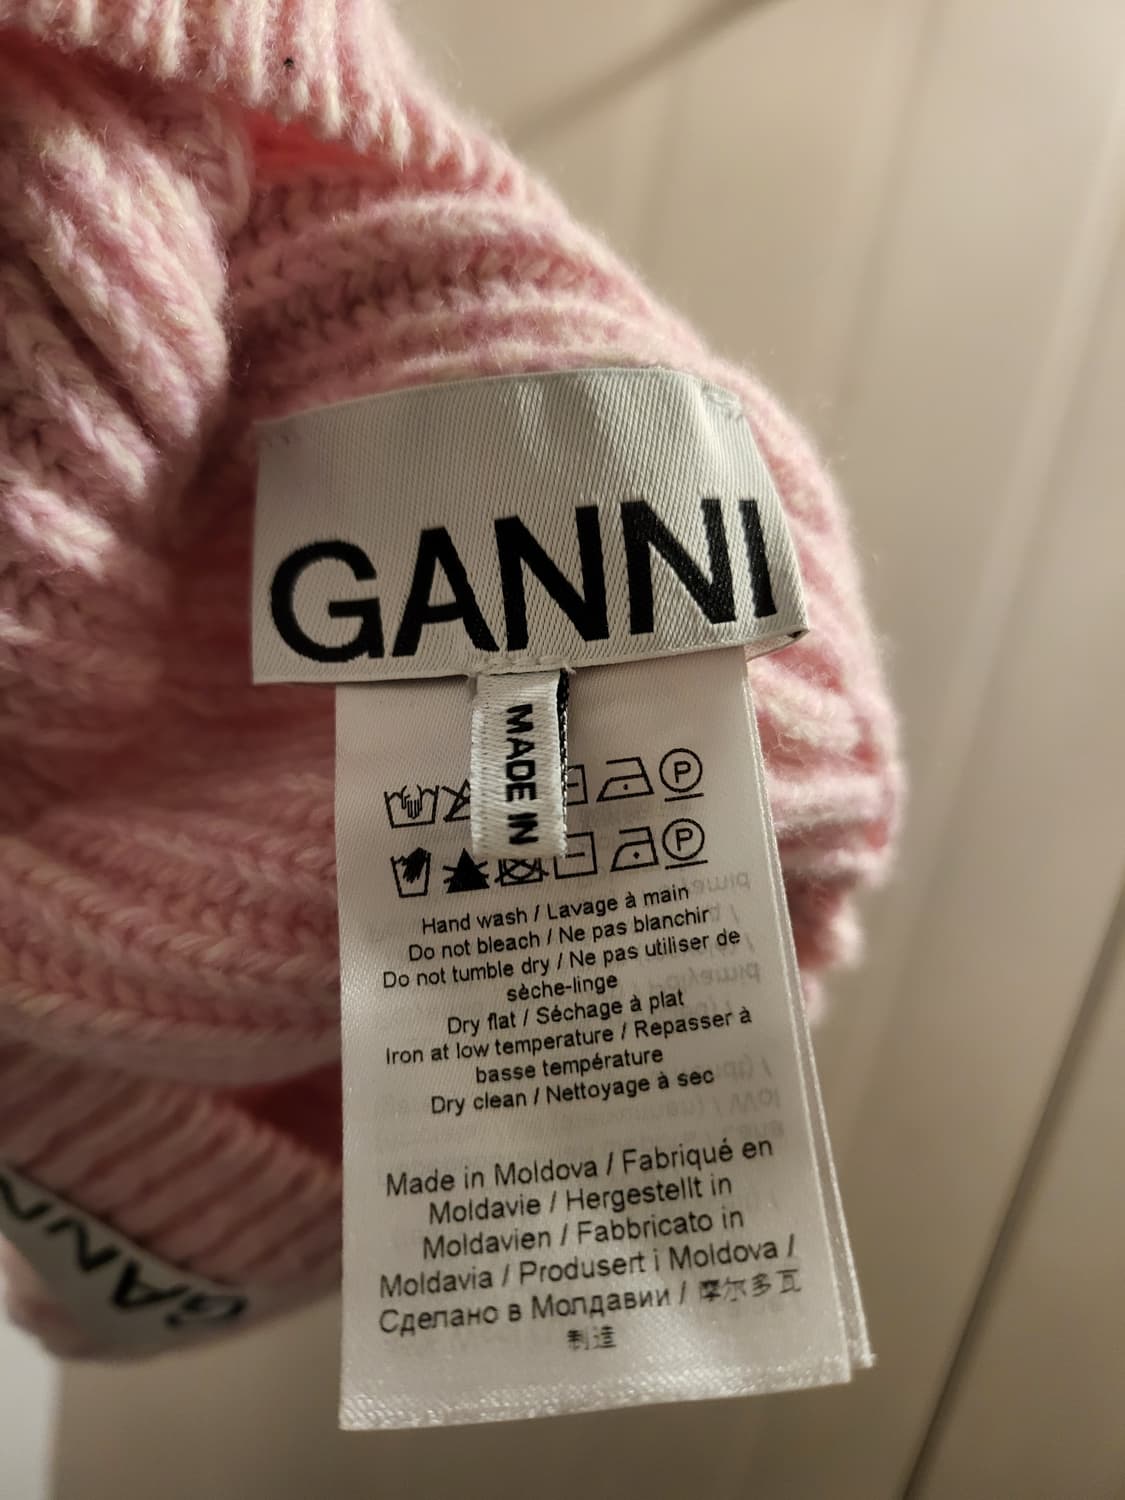 GANNI
MADE IN
P
P
Hand wash / Lavage à main
Do not bleach / Ne pas blanchir
Do not tumble dry / Ne pas utiliser de
sèche-linge
Dry flat / Séchage à plat
Iron at low temperature / Repasser à
basse température
Dry clean / Nettoyage à sec
Made in Moldova / Fabriqué en
Moldavie / Hergestellt in
Moldavien / Fabbricato in
Moldavia / Produsert i Moldova /
Сделано в Молдавии / 摩尔多瓦
制造
GANN